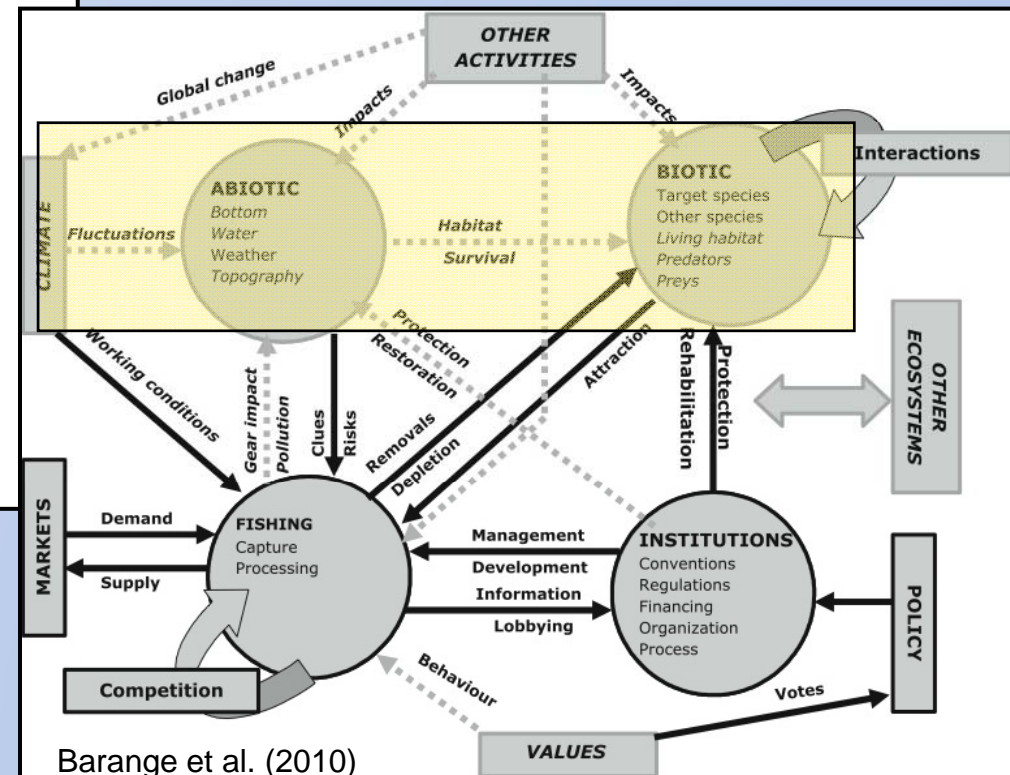 OTHER
ACTIVITIES
Global change
Impacts
Impacts
Interactions
CLIMATE
Fluctuations
ABIOTIC
Bottom
Water
Weather
Topography
Habitat
Survival
BIOTIC
Target species
Other species
Living habitat
Predators
Preys
Working conditions
Gear impact
Pollution
Clues
Risks
Protection
Restoration
Removals
Depletion
Attraction
Rehabilitation
Protection
OTHER
ECOSYSTEMS
MARKETS
Demand
Supply
FISHING
Capture
Processing
Management
Development
Information
Lobbying
INSTITUTIONS
Conventions
Regulations
Financing
Organization
Process
POLICY
Competition
Behaviour
Votes
VALUES
Barange et al. (2010)